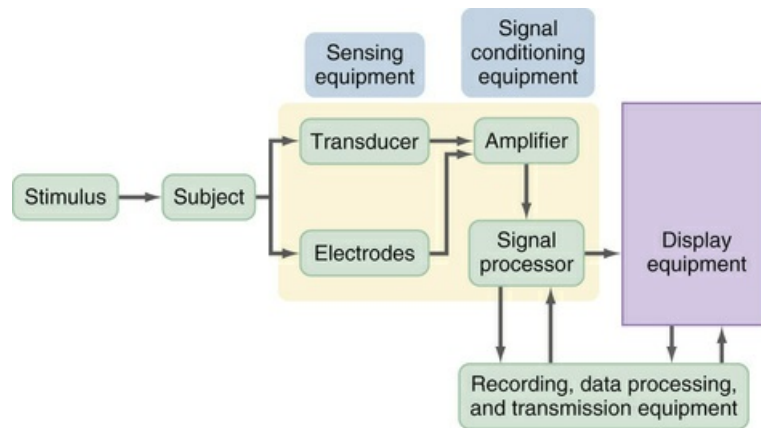 Sensing
equipment
Signal
conditioning
equipment
Transducer
Amplifier
Stimulus
Subject
Electrodes
Signal
processor
Display
equipment
Recording, data processing,
and transmission equipment